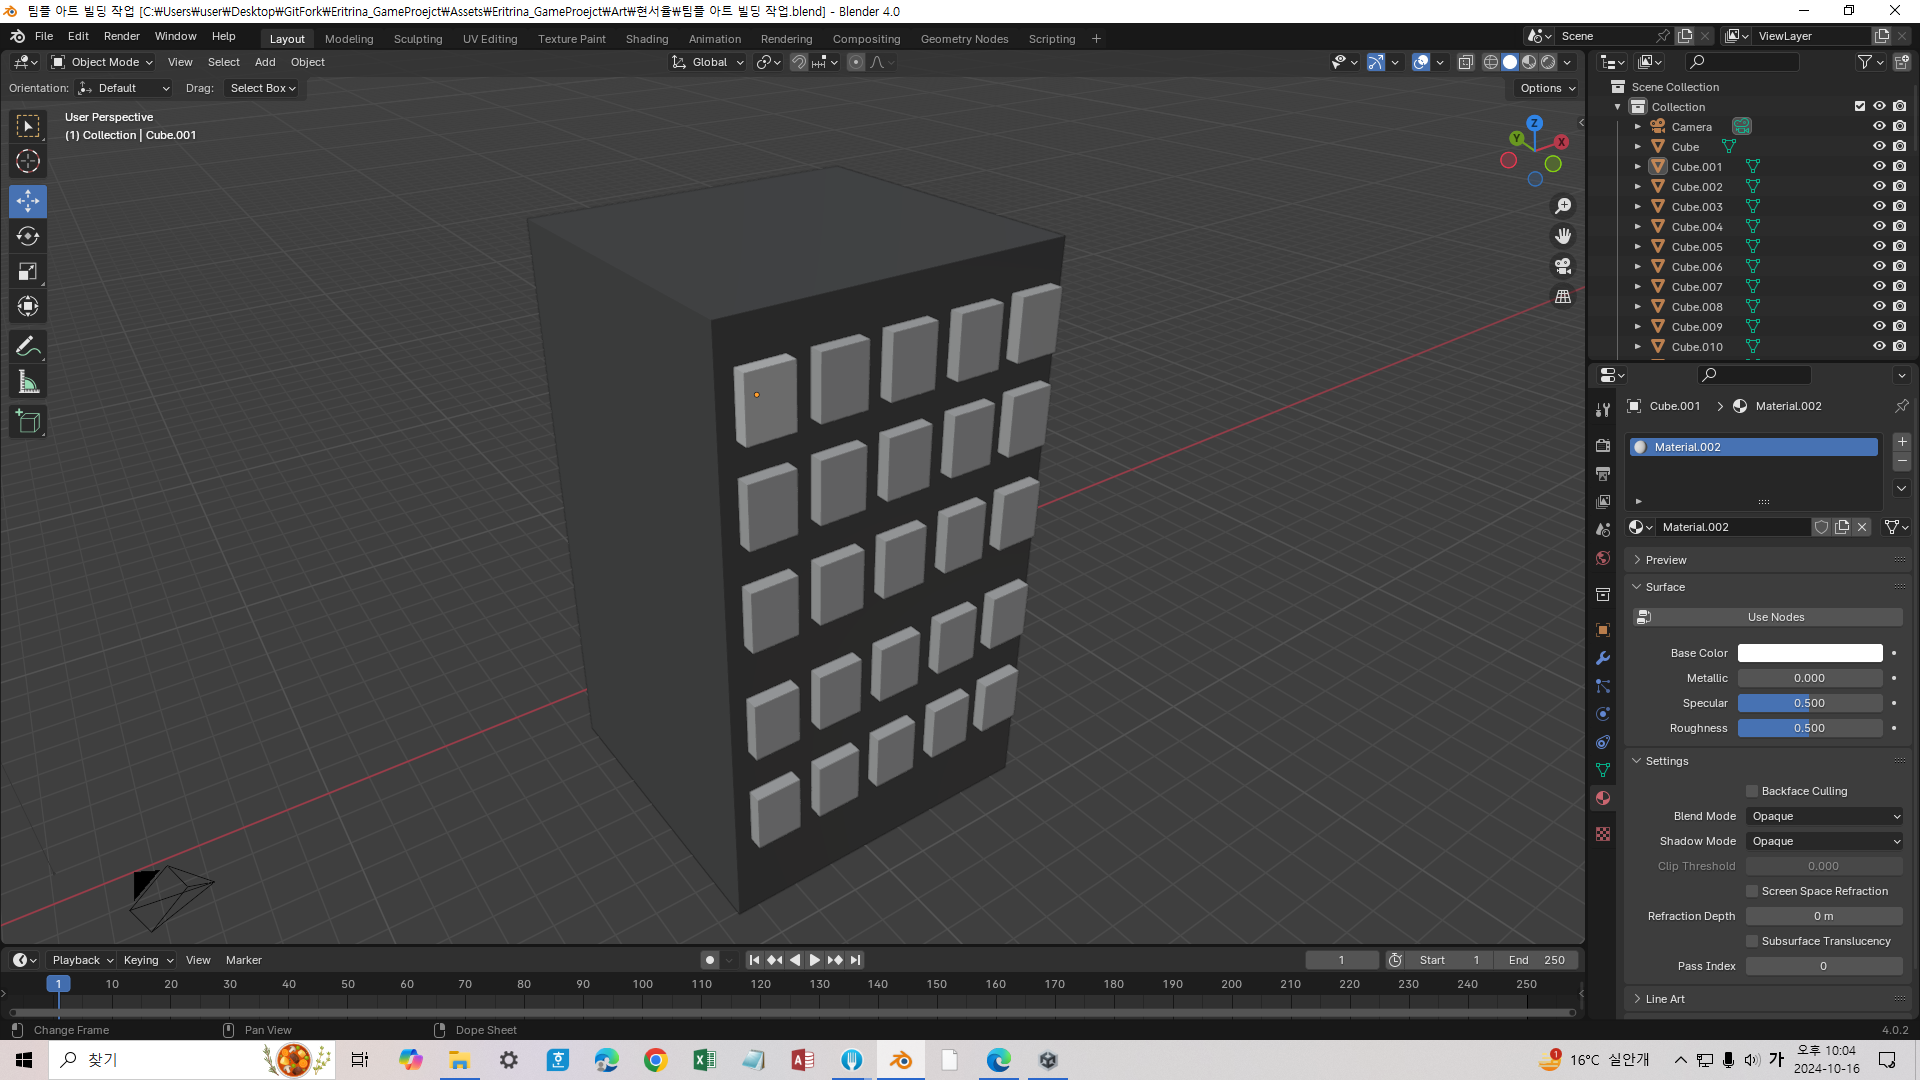 팀플 아트 빌딩 작업 [C:₩Users₩user₩Desktop₩GitFork₩Eritrina_GameProejct₩Assets₩Eritrina_GameProejct₩Art₩현서율₩팀플 아트 빌딩 작업.blend] - Blender 4.0
File Edit Render Window Help Layout Modeling Sculpting UV Editing Texture Paint Shading Animation Rendering Compositing Geometry Nodes Scripting + Scene ViewLayer
Object Mode View Select Add Object Global
Orientation: Default Drag: Select Box Options
User Perspective
(1) Collection | Cube.001
Z
Y
X
Scene Collection
Collection
Camera
Cube
Cube.001
Cube.002
Cube.003
Cube.004
Cube.005
Cube.006
Cube.007
Cube.008
Cube.009
Cube.010
Cube.001 Material.002
Material.002
Material.002
Preview
Surface
Use Nodes
Base Color
Metallic 0.000
Specular 0.500
Roughness 0.500
Settings
Backface Culling
Blend Mode Opaque
Shadow Mode Opaque
Clip Threshold 0.000
Screen Space Refraction
Refraction Depth 0 m
Subsurface Translucency
Pass Index 0
Line Art
Playback Keying View Marker 1 Start 1 End 250
1 10 20 30 40 50 60 70 80 90 100 110 120 130 140 150 160 170 180 190 200 210 220 230 240 250
Change Frame Pan View Dope Sheet 4.0.2
찾기
1 16°C 실안개 가 오후 10:04
2024-10-16